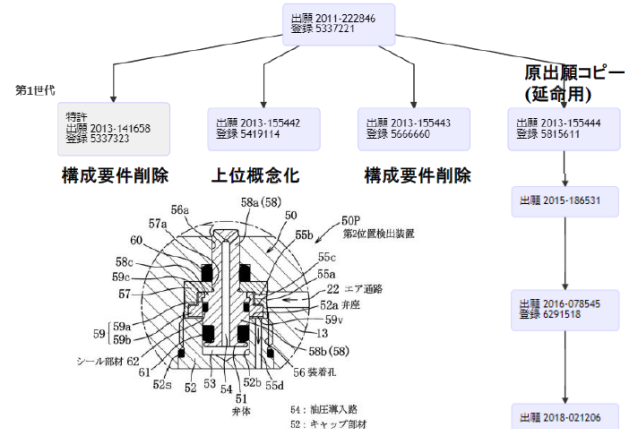 出願 2011-222846
登録 5337221
第1世代
原出願コピー
(延命用)
特許
出願 2013-141658
登録 5337323
出願 2013-155442
登録 5419114
出願 2013-155443
登録 5666660
出願 2013-155444
登録 5815611
構成要件削除
上位概念化
構成要件削除
出願 2015-186531
出願 2016-078545
登録 6291518
出願 2018-021206
58a (58)
56a
57a
50
50P
第2位置検出装置
60
55b
58c
55c
59c
55a
57
22 エア通路
52a 弁座
59
59a
59b
59v
13
シール部材 62
58b (58)
61
56 装着孔
52s
52
53
54
51
弁体
52b
55d
54：油圧導入路
52：キャップ部材